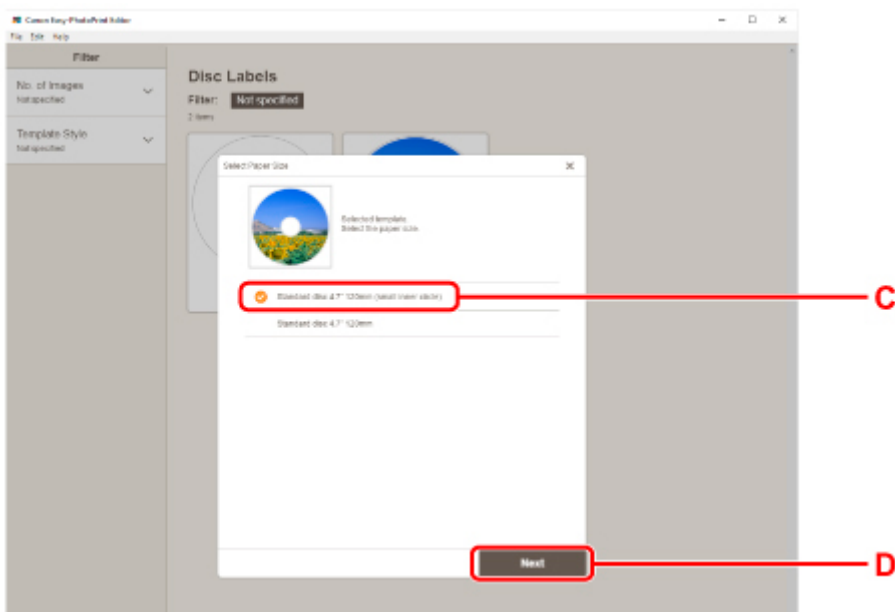 Canon Easy-PhotoPrint Editor
File Edit Help
Filter
No. of Images
Not specified
Template Style
Not specified
Disc Labels
Filter: Not specified
2 items
Select Paper Size
Selected template.
Select the paper size.
Standard disc 4.7" 120mm (small inner circle)
Standard disc 4.7" 120mm
Next
C
D